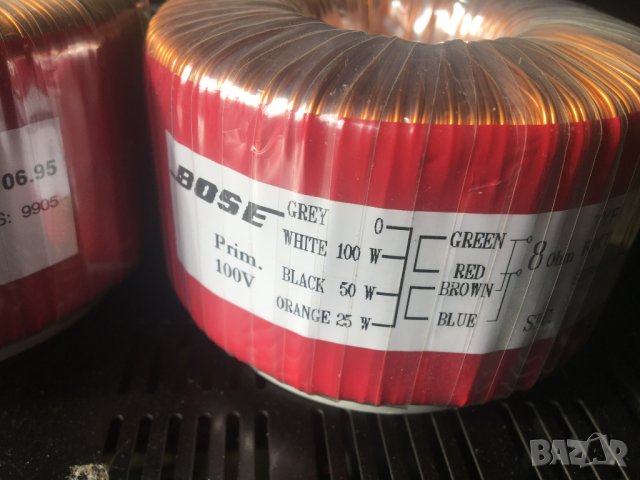 06.95
S: 9905
BOSE
Prim.
100V
GREY 0
WHITE 100 W
BLACK 50 W
ORANGE 25 W
GREEN
RED
BROWN
BLUE
8 Ohm
BAZAR